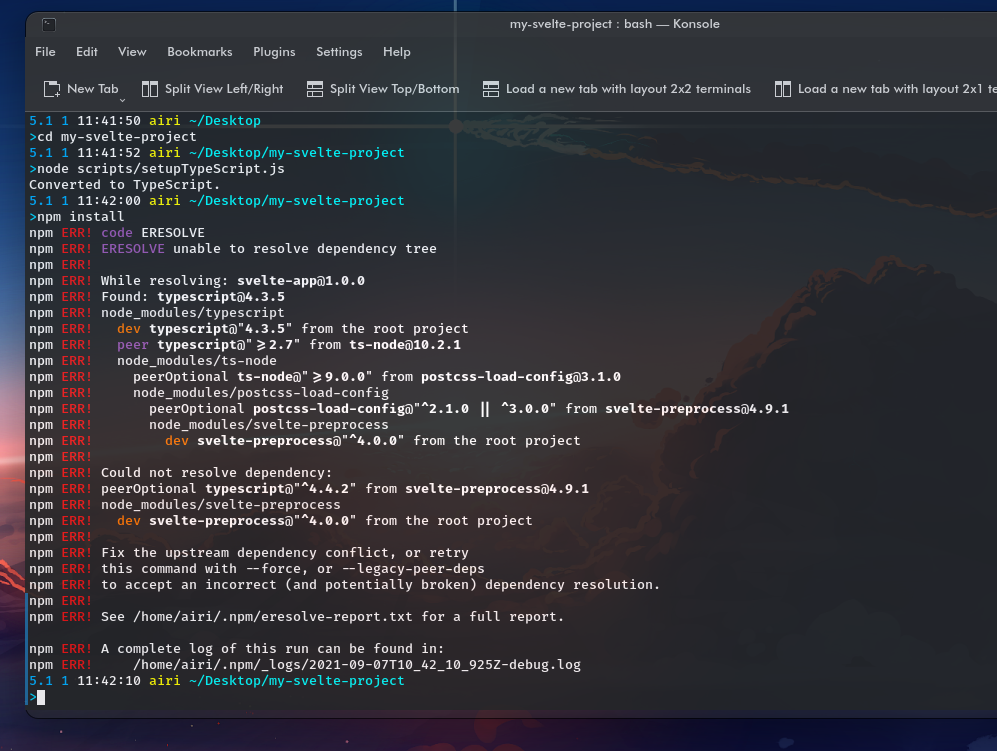 my-svelte-project : bash — Konsole
File Edit View Bookmarks Plugins Settings Help
New Tab Split View Left/Right Split View Top/Bottom Load a new tab with layout 2x2 terminals Load a new tab with layout 2x1 te
5.1 1 11:41:50 airi ~/Desktop
>cd my-svelte-project
5.1 1 11:41:52 airi ~/Desktop/my-svelte-project
>node scripts/setupTypeScript.js
Converted to TypeScript.
5.1 1 11:42:00 airi ~/Desktop/my-svelte-project
>npm install
npm ERR! code ERESOLVE
npm ERR! ERESOLVE unable to resolve dependency tree
npm ERR!
npm ERR! While resolving: svelte-app@1.0.0
npm ERR! Found: typescript@4.3.5
npm ERR! node_modules/typescript
npm ERR!   dev typescript@"4.3.5" from the root project
npm ERR!   peer typescript@">=2.7" from ts-node@10.2.1
npm ERR!   node_modules/ts-node
npm ERR!     peerOptional ts-node@">=9.0.0" from postcss-load-config@3.1.0
npm ERR!     node_modules/postcss-load-config
npm ERR!       peerOptional postcss-load-config@"^2.1.0 || ^3.0.0" from svelte-preprocess@4.9.1
npm ERR!       node_modules/svelte-preprocess
npm ERR!         dev svelte-preprocess@"^4.0.0" from the root project
npm ERR!
npm ERR! Could not resolve dependency:
npm ERR! peerOptional typescript@"^4.4.2" from svelte-preprocess@4.9.1
npm ERR! node_modules/svelte-preprocess
npm ERR!   dev svelte-preprocess@"^4.0.0" from the root project
npm ERR!
npm ERR! Fix the upstream dependency conflict, or retry
npm ERR! this command with --force, or --legacy-peer-deps
npm ERR! to accept an incorrect (and potentially broken) dependency resolution.
npm ERR!
npm ERR! See /home/airi/.npm/eresolve-report.txt for a full report.
npm ERR! A complete log of this run can be found in:
npm ERR!     /home/airi/.npm/_logs/2021-09-07T10_42_10_925Z-debug.log
5.1 1 11:42:10 airi ~/Desktop/my-svelte-project
>